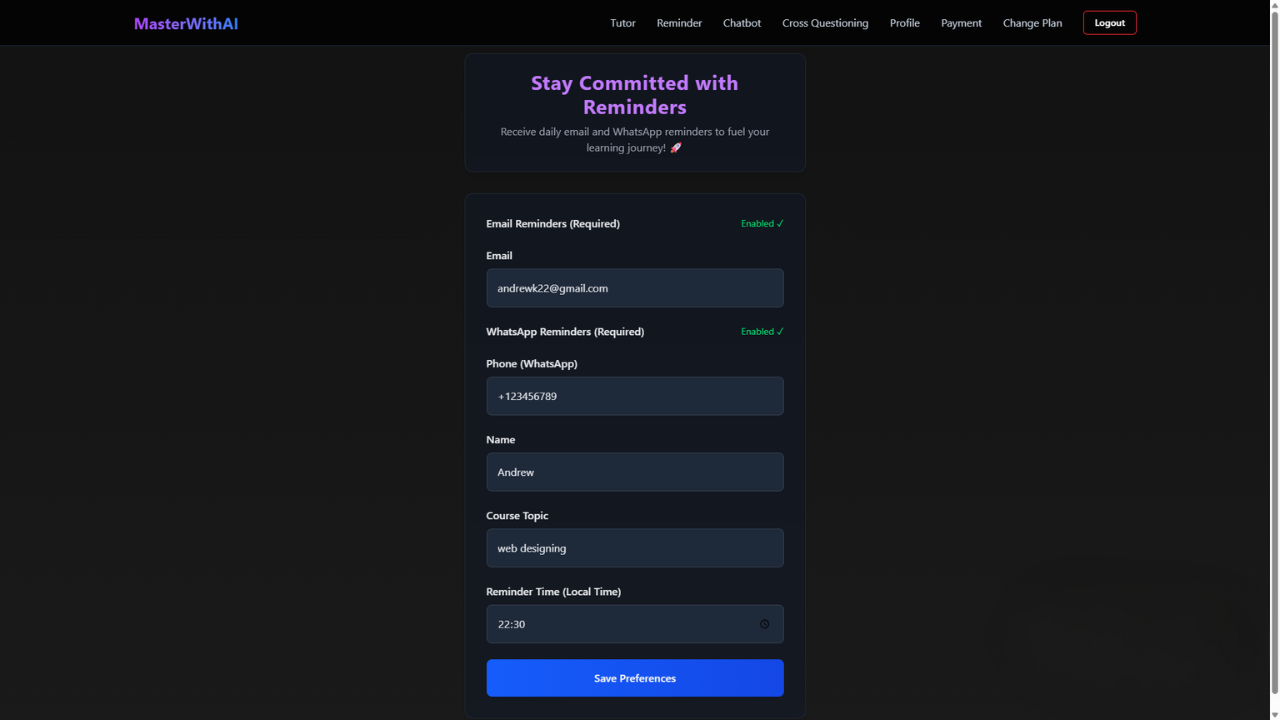 MasterWithAI
Tutor Reminder Chatbot Cross Questioning Profile Payment Change Plan Logout
Stay Committed with
Reminders
Receive daily email and WhatsApp reminders to fuel your
learning journey! 🚀
Email Reminders (Required) Enabled ✓
Email
andrewk22@gmail.com
WhatsApp Reminders (Required) Enabled ✓
Phone (WhatsApp)
+123456789
Name
Andrew
Course Topic
web designing
Reminder Time (Local Time)
22:30
Save Preferences